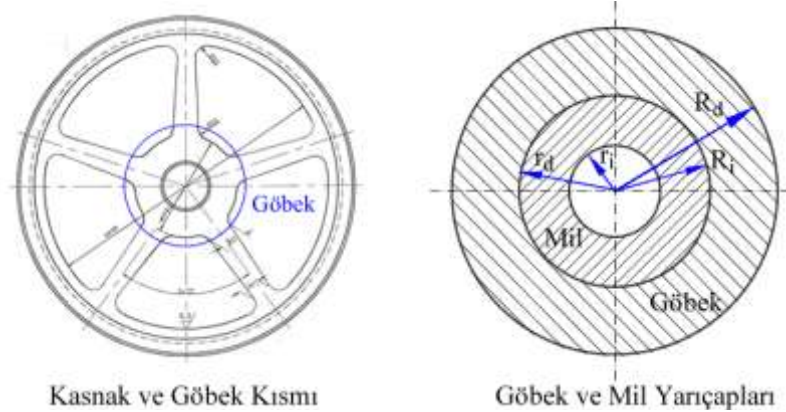 Göbek
R_d
r_d
r_i
R_i
Mil
Göbek
Kasnak ve Göbek Kısmı
Göbek ve Mil Yarıçapları